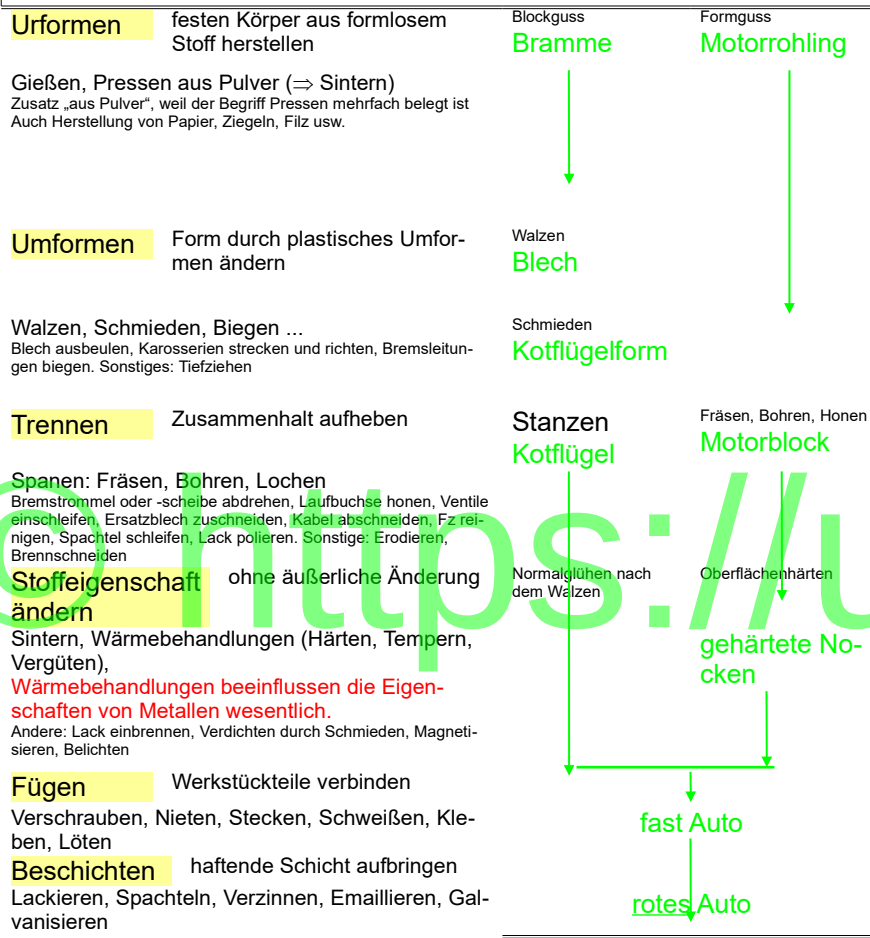 Urformen
festen Körper aus formlosem
Stoff herstellen
Blockguss
Bramme
Formguss
Motorrohling
Gießen, Pressen aus Pulver (⇒ Sintern)
Zusatz „aus Pulver“, weil der Begriff Pressen mehrfach belegt ist
Auch Herstellung von Papier, Ziegeln, Filz usw.
Umformen
Form durch plastisches Umfor-
men ändern
Walzen
Blech
Walzen, Schmieden, Biegen ...
Blech ausbeulen, Karosserien strecken und richten, Bremsleitun-
gen biegen. Sonstiges: Tiefziehen
Schmieden
Kotflügelform
Trennen
Zusammenhalt aufheben
Stanzen
Kotflügel
Fräsen, Bohren, Honen
Motorblock
Spanen: Fräsen, Bohren, Lochen
Bremstrommel oder -scheibe abdrehen, Laufbuchse honen, Ventile
einschleifen, Ersatzblech zuschneiden, Kabel abschneiden, Fz rei-
nigen, Spachtel schleifen, Lack polieren. Sonstige: Erodieren,
Brennschneiden
Stoffeigenschaft
ändern
ohne äußerliche Änderung
Normalglühen nach
dem Walzen
Oberflächenhärten
gehärtete No-
cken
Sintern, Wärmebehandlungen (Härten, Tempern,
Vergüten),
Wärmebehandlungen beeinflussen die Eigen-
schaften von Metallen wesentlich.
Andere: Lack einbrennen, Verdichten durch Schmieden, Magneti-
sieren, Belichten
Fügen
Werkstückteile verbinden
Verschrauben, Nieten, Stecken, Schweißen, Kle-
ben, Löten
fast Auto
Beschichten
haftende Schicht aufbringen
Lackieren, Spachteln, Verzinnen, Emaillieren, Gal-
vanisieren
rotes Auto
© https://u